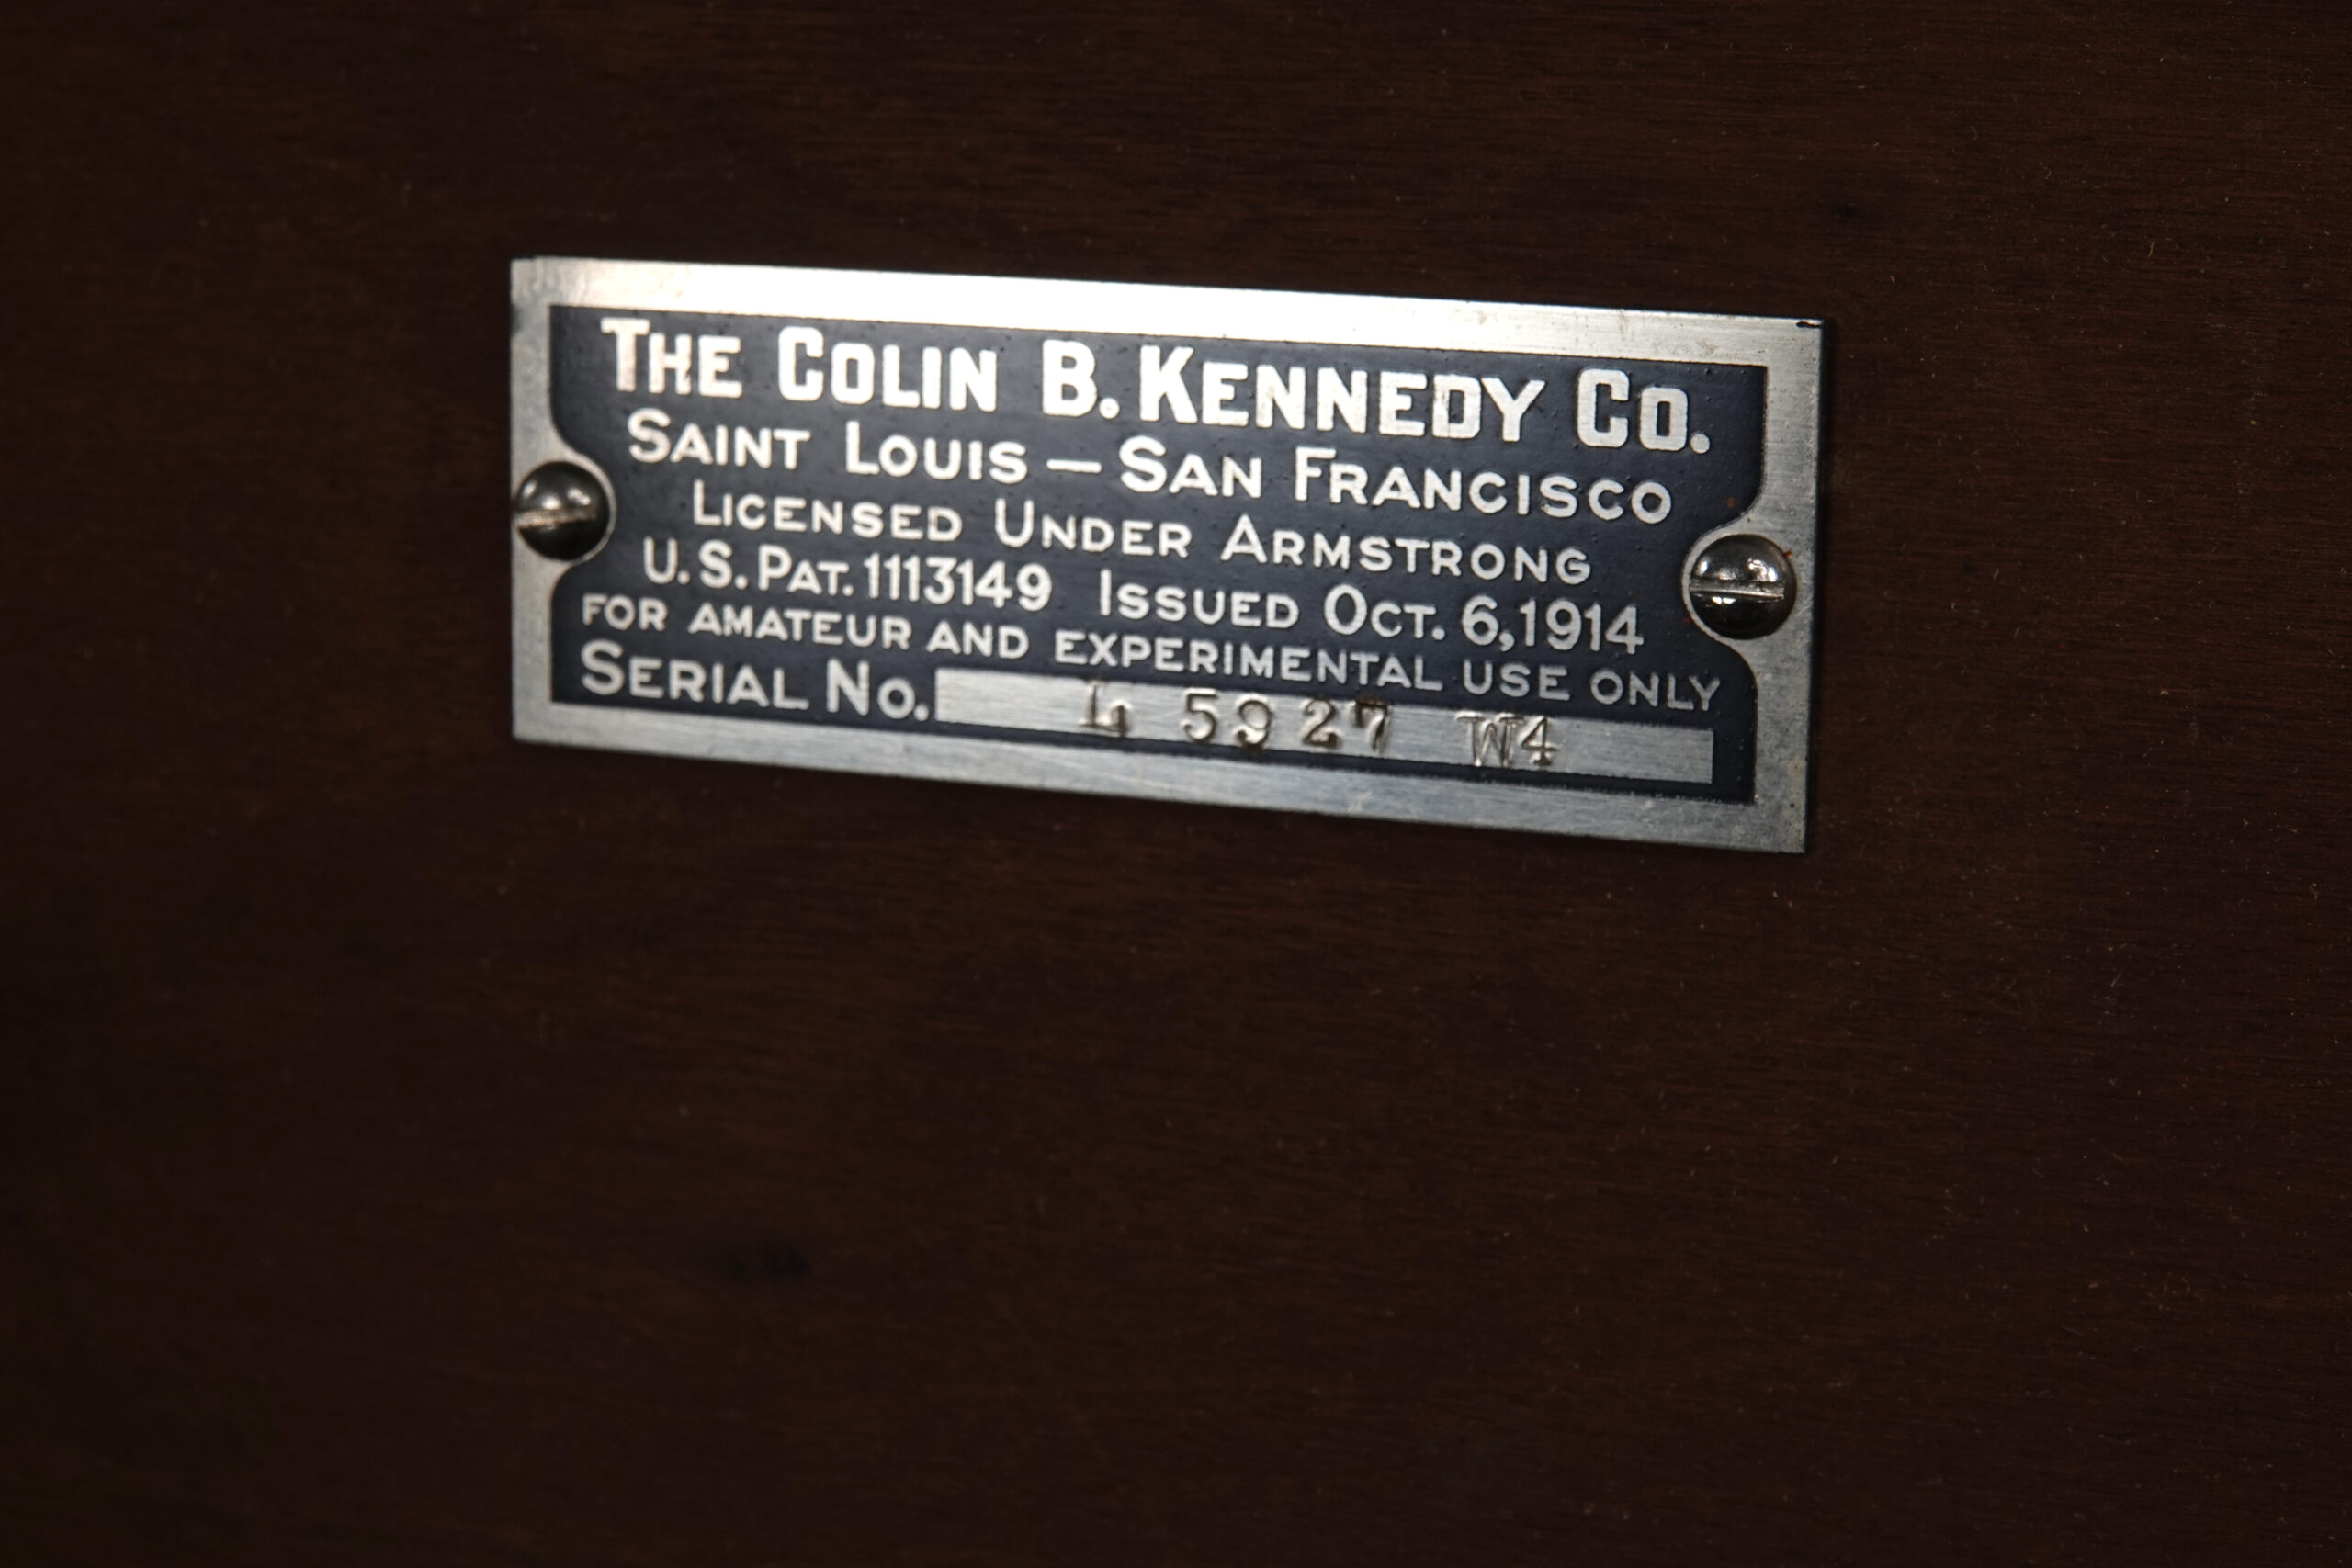 THE COLIN B. KENNEDY CO.
SAINT LOUIS — SAN FRANCISCO
LICENSED UNDER ARMSTRONG
U.S. PAT. 1113149 ISSUED OCT. 6, 1914
FOR AMATEUR AND EXPERIMENTAL USE ONLY
SERIAL NO. L 5927 W4